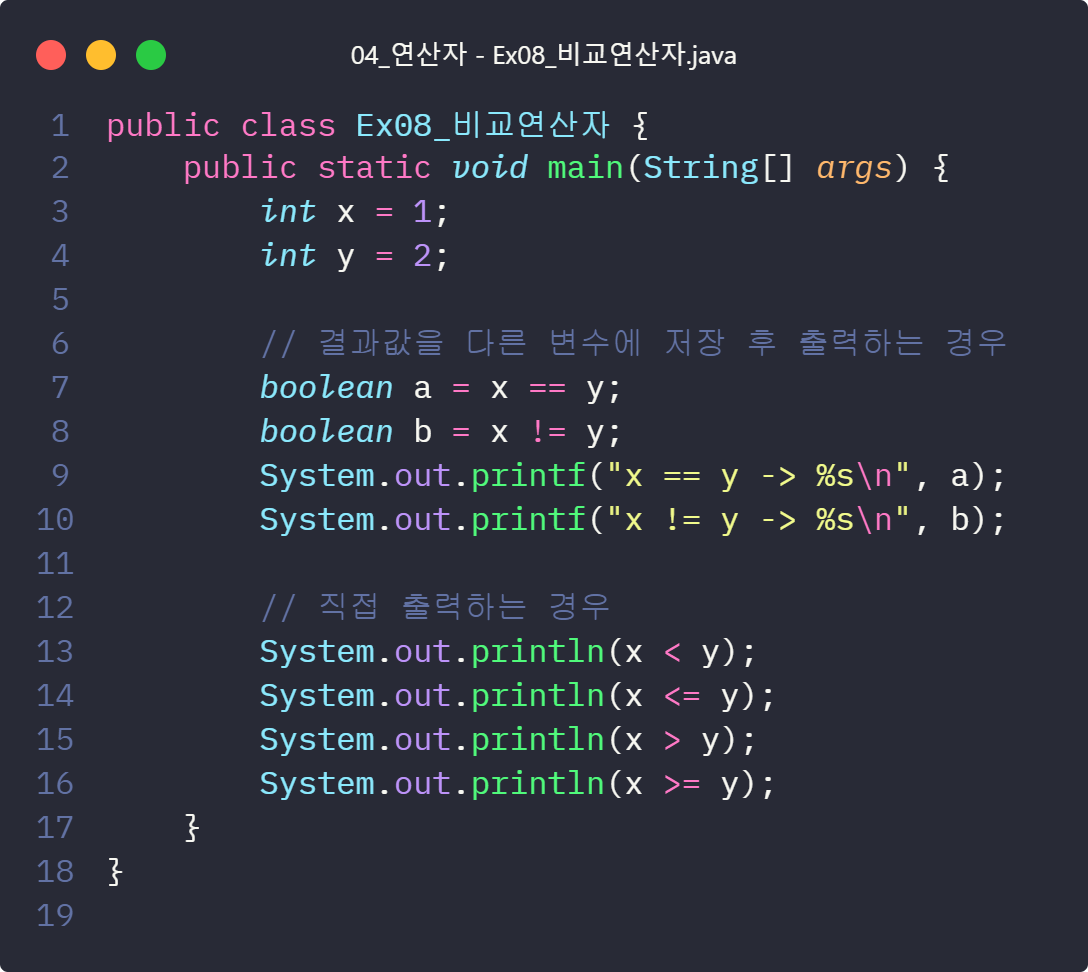 04_연산자 - Ex08_비교연산자.java
1 public class Ex08_비교연산자 {
2     public static void main(String[] args) {
3         int x = 1;
4         int y = 2;
5
6         // 결과값을 다른 변수에 저장 후 출력하는 경우
7         boolean a = x == y;
8         boolean b = x != y;
9         System.out.printf("x == y -> %s\n", a);
10         System.out.printf("x != y -> %s\n", b);
11
12         // 직접 출력하는 경우
13         System.out.println(x < y);
14         System.out.println(x <= y);
15         System.out.println(x > y);
16         System.out.println(x >= y);
17     }
18 }
19